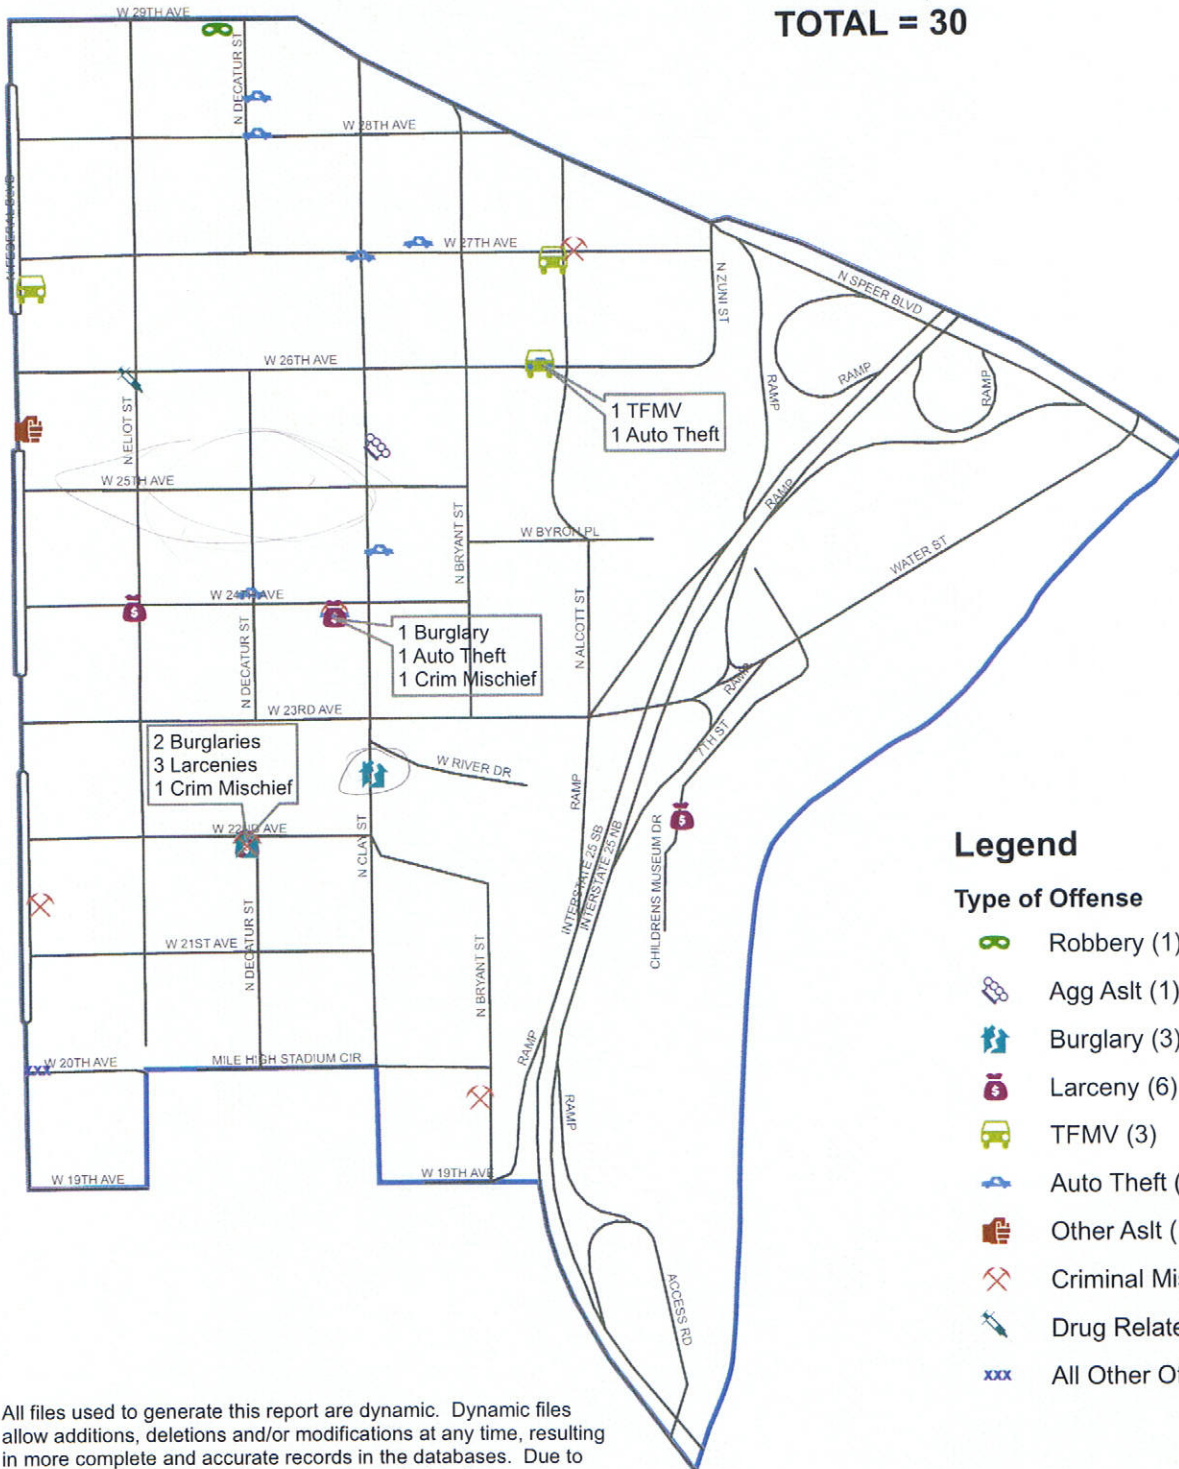 TOTAL = 30
W 29TH AVE
N DECATUR ST
W 28TH AVE
N FEDERAL BLVD
W 27TH AVE
N ZUNI ST
N SPEER BLVD
W 26TH AVE
RAMP
RAMP
RAMP
1 TFMV
1 Auto Theft
N ELIOT ST
W 25TH AVE
RAMP
N BRYANT ST
W BYRON PL
WATER ST
W 24TH AVE
N ALCOTT ST
N DECATUR ST
1 Burglary
1 Auto Theft
1 Crim Mischief
RAMP
W 23RD AVE
7TH ST
2 Burglaries
3 Larcenies
1 Crim Mischief
W RIVER DR
RAMP
W 22ND AVE
N CLAY ST
INTERSTATE 25 SB
INTERSTATE 25 NB
CHILDRENS MUSEUM DR
N DECATUR ST
W 21ST AVE
N BRYANT ST
W 20TH AVE
MILE HIGH STADIUM CIR
RAMP
RAMP
W 19TH AVE
W 19TH AVE
ACCESS RD
Legend
Type of Offense
Robbery (1)
Agg Aslt (1)
Burglary (3)
$ Larceny (6)
TFMV (3)
Auto Theft (
Other Aslt (
Criminal Mis
Drug Relate
xxx All Other Of
All files used to generate this report are dynamic. Dynamic files
allow additions, deletions and/or modifications at any time, resulting
in more complete and accurate records in the databases. Due to